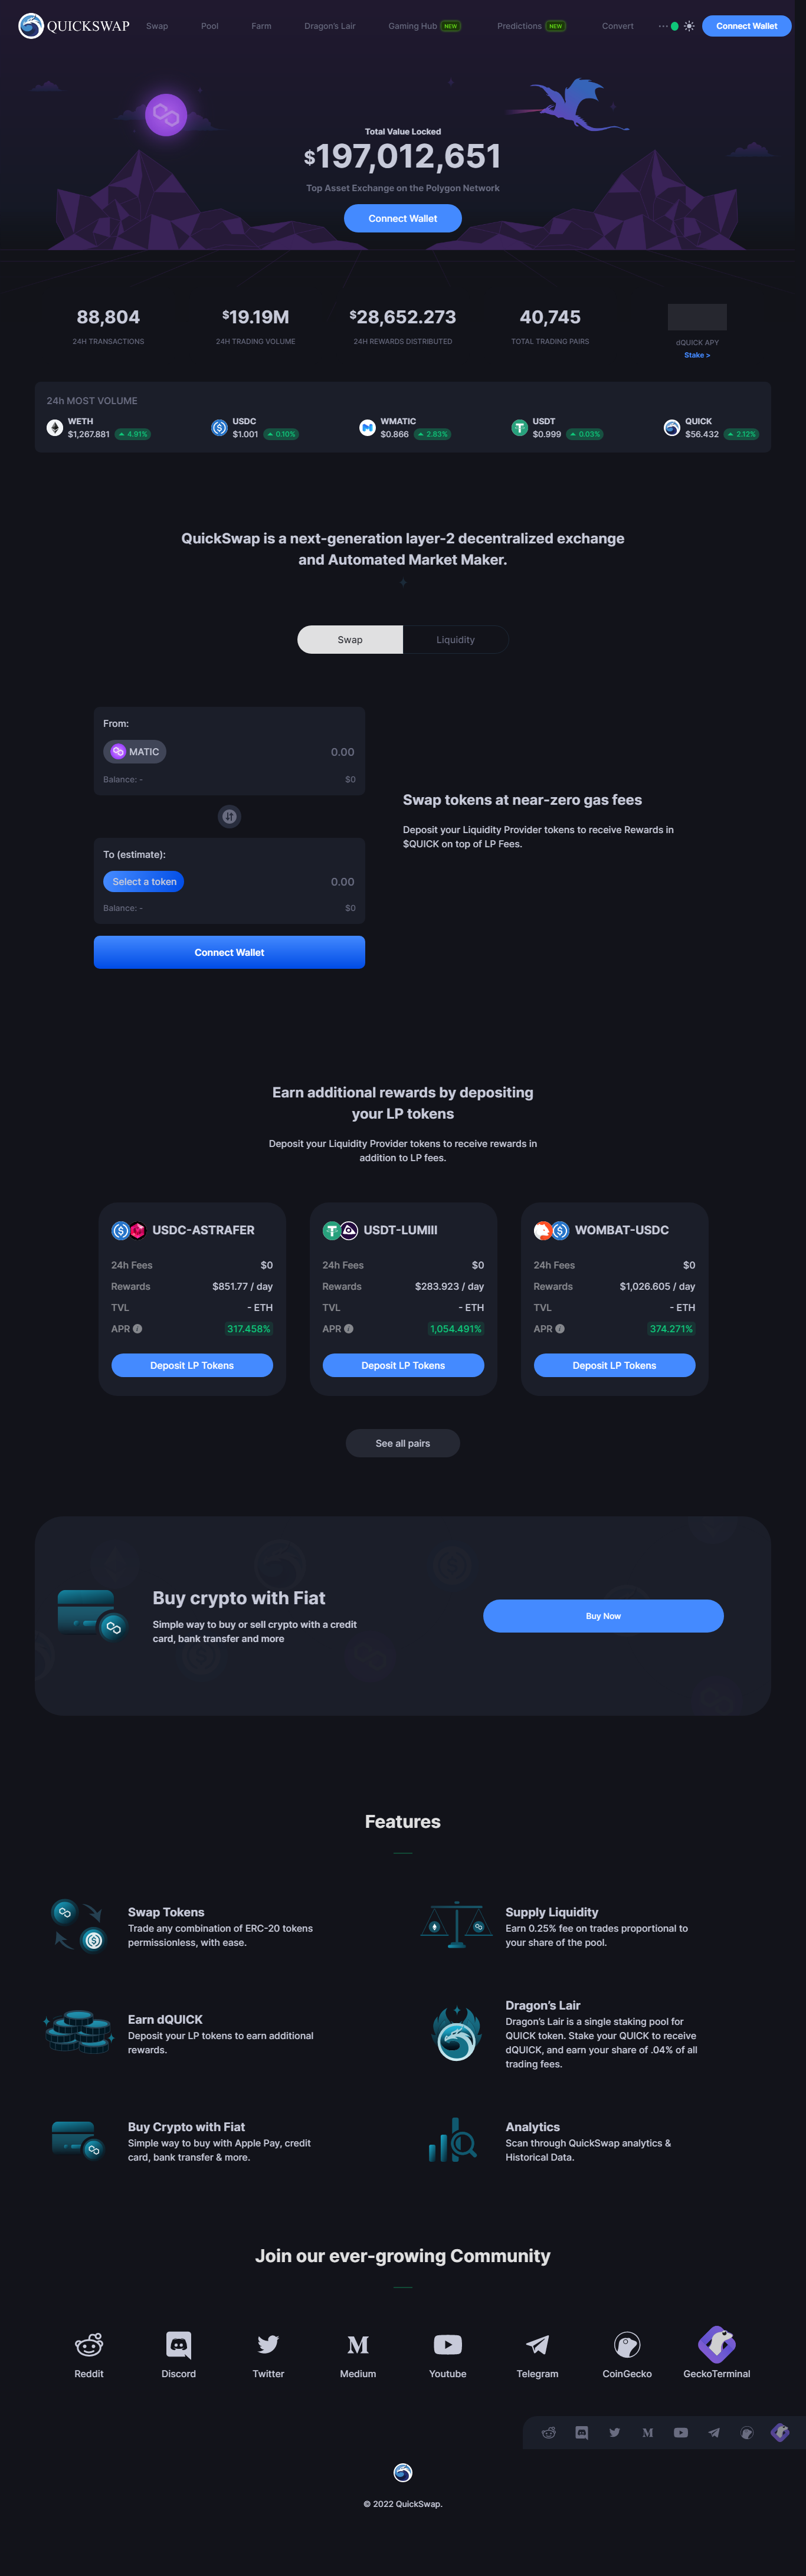 QUICKSWAP
Swap
Pool
Farm
Dragon's Lair
Gaming Hub NEW
Predictions NEW
Convert
Connect Wallet
Total Value Locked
$197,012,651
Top Asset Exchange on the Polygon Network
Connect Wallet
88,804
24H TRANSACTIONS
$19.19M
24H TRADING VOLUME
$28,652.273
24H REWARDS DISTRIBUTED
40,745
TOTAL TRADING PAIRS
dQUICK APY
Stake >
24h MOST VOLUME
WETH
$1,267.881 4.91%
USDC
$1.001 0.10%
WMATIC
$0.866 2.83%
USDT
$0.999 0.03%
QUICK
$56.432 2.12%
QuickSwap is a next-generation layer-2 decentralized exchange
and Automated Market Maker.
Swap
Liquidity
From:
MATIC
0.00
Balance: -
$0
To (estimate):
Select a token
0.00
Balance: -
$0
Connect Wallet
Swap tokens at near-zero gas fees
Deposit your Liquidity Provider tokens to receive Rewards in
$QUICK on top of LP Fees.
Earn additional rewards by depositing
your LP tokens
Deposit your Liquidity Provider tokens to receive rewards in
addition to LP fees.
USDC-ASTRAFER
24h Fees $0
Rewards $851.77 / day
TVL - ETH
APR 317.458%
Deposit LP Tokens
USDT-LUMIII
24h Fees $0
Rewards $283.923 / day
TVL - ETH
APR 1,054.491%
Deposit LP Tokens
WOMBAT-USDC
24h Fees $0
Rewards $1,026.605 / day
TVL - ETH
APR 374.271%
Deposit LP Tokens
See all pairs
Buy crypto with Fiat
Simple way to buy or sell crypto with a credit
card, bank transfer and more
Buy Now
Features
Swap Tokens
Trade any combination of ERC-20 tokens
permissionless, with ease.
Supply Liquidity
Earn 0.25% fee on trades proportional to
your share of the pool.
Earn dQUICK
Deposit your LP tokens to earn additional
rewards.
Dragon's Lair
Dragon's Lair is a single staking pool for
QUICK token. Stake your QUICK to receive
dQUICK, and earn your share of .04% of all
trading fees.
Buy Crypto with Fiat
Simple way to buy with Apple Pay, credit
card, bank transfer & more.
Analytics
Scan through QuickSwap analytics &
Historical Data.
Join our ever-growing Community
Reddit
Discord
Twitter
Medium
Youtube
Telegram
CoinGecko
GeckoTerminal
© 2022 QuickSwap.